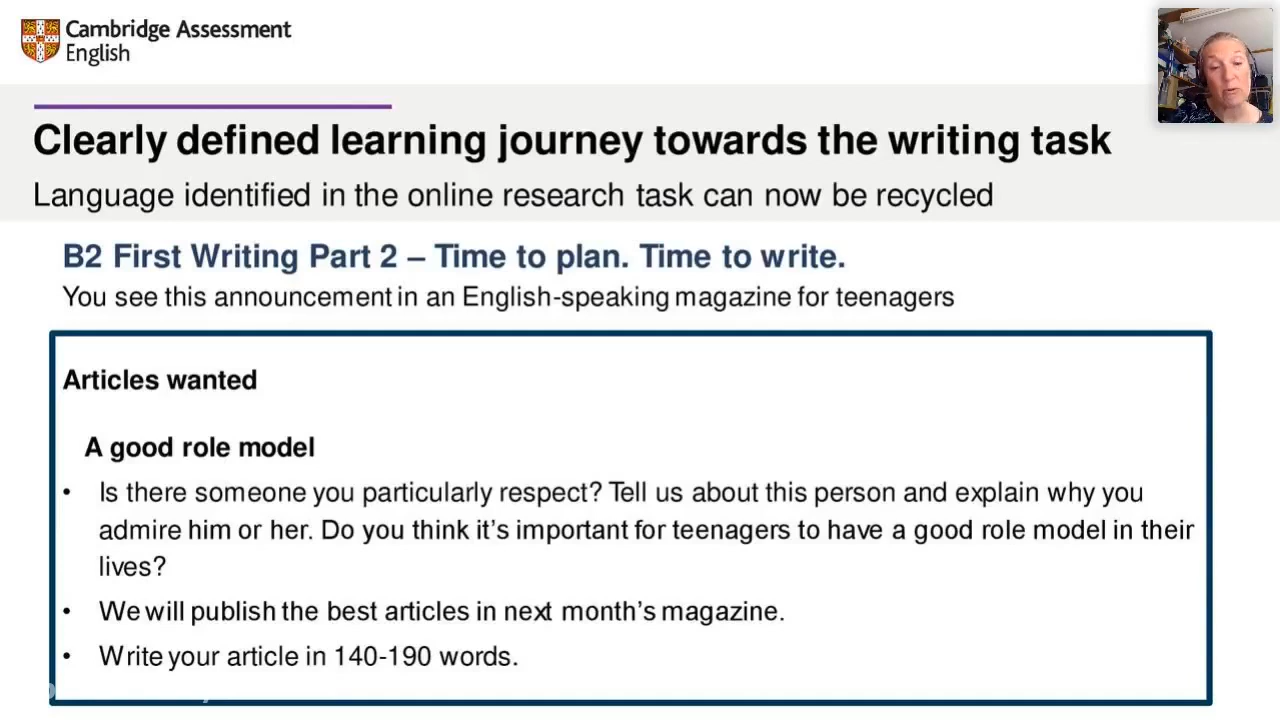 Cambridge Assessment
English
Clearly defined learning journey towards the writing task
Language identified in the online research task can now be recycled
B2 First Writing Part 2 – Time to plan. Time to write.
You see this announcement in an English-speaking magazine for teenagers
Articles wanted
A good role model
• Is there someone you particularly respect? Tell us about this person and explain why you
admire him or her. Do you think it's important for teenagers to have a good role model in their
lives?
• We will publish the best articles in next month's magazine.
• Write your article in 140-190 words.